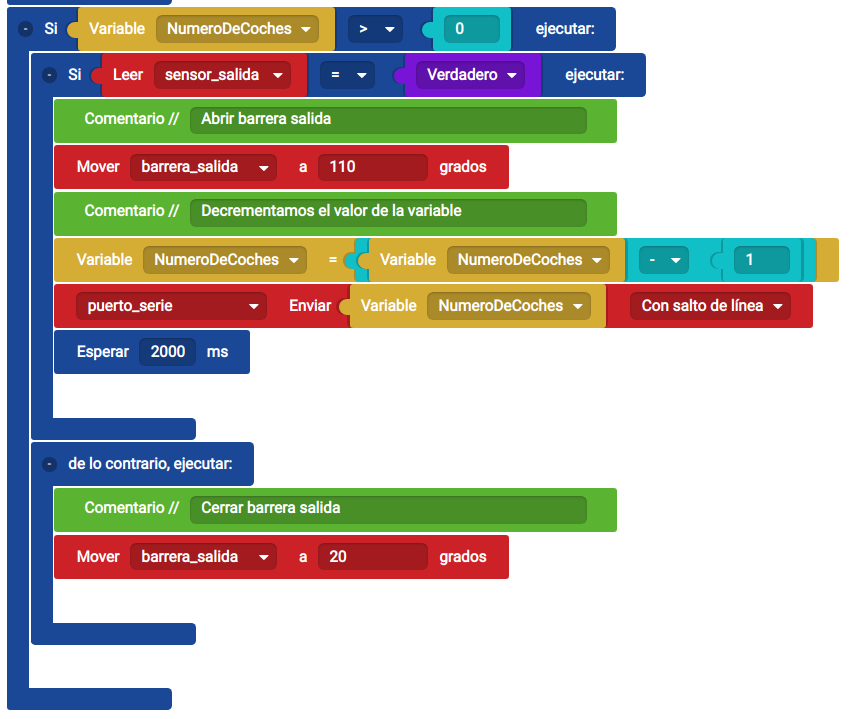 - Si Variable NumeroDeCoches > 0 ejecutar:
- Si Leer sensor_salida = Verdadero ejecutar:
Comentario // Abrir barrera salida
Mover barrera_salida a 110 grados
Comentario // Decrementamos el valor de la variable
Variable NumeroDeCoches = Variable NumeroDeCoches - 1
puerto_serie Enviar Variable NumeroDeCoches Con salto de línea
Esperar 2000 ms
- de lo contrario, ejecutar:
Comentario // Cerrar barrera salida
Mover barrera_salida a 20 grados